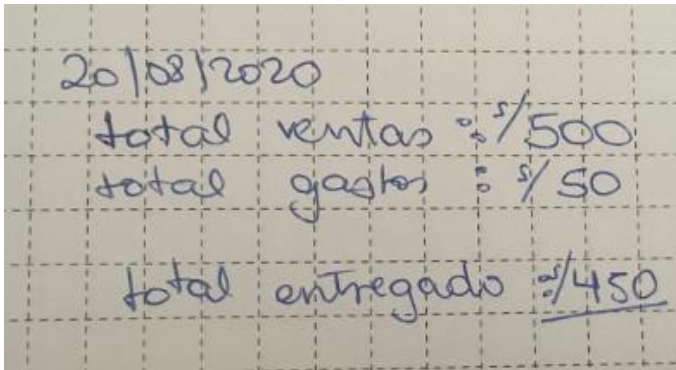 20/08/2020
total ventas : s/500
total gastos : s/ 50
total entregado : s/450